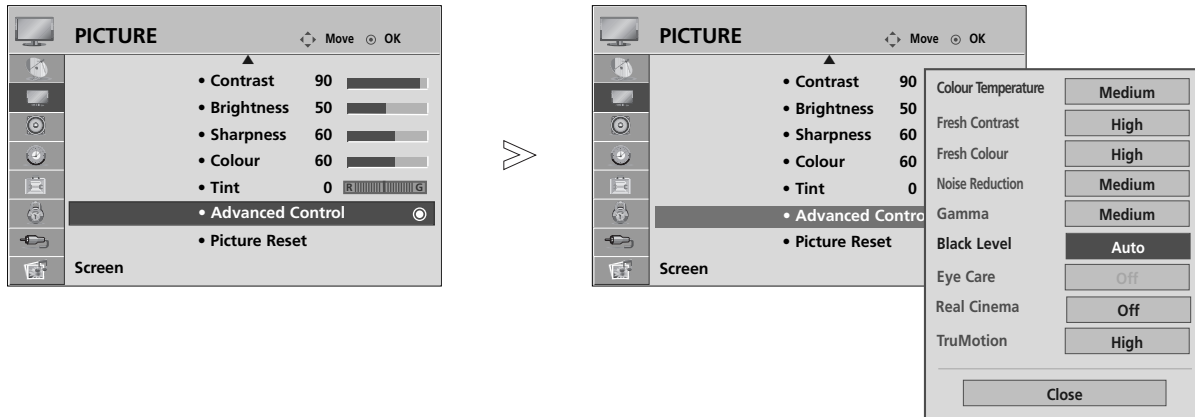 PICTURE
Move OK
• Contrast 90
• Brightness 50
• Sharpness 60
• Colour 60
• Tint 0 R G
• Advanced Control
• Picture Reset
Screen
PICTURE
Move OK
• Contrast 90
• Brightness 50
• Sharpness 60
• Colour 60
• Tint 0
• Advanced Contro
• Picture Reset
Screen
Colour Temperature Medium
Fresh Contrast High
Fresh Colour High
Noise Reduction Medium
Gamma Medium
Black Level Auto
Eye Care Off
Real Cinema Off
TruMotion High
Close